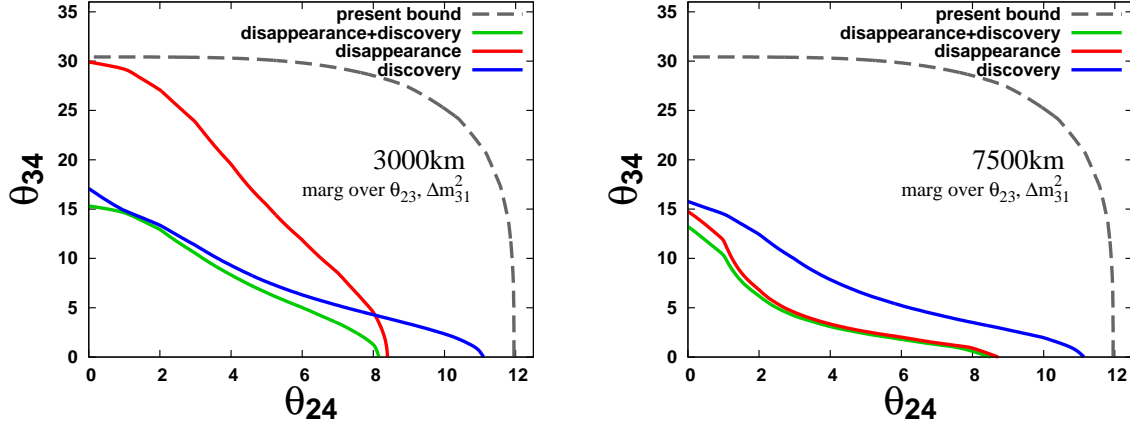 present bound
disappearance+discovery
disappearance
discovery
35
30
25
20
15
10
5
0
θ34
3000km
marg over θ23, Δm²31
0 2 4 6 8 10 12
θ24
present bound
disappearance+discovery
disappearance
discovery
35
30
25
20
15
10
5
0
θ34
7500km
marg over θ23, Δm²31
0 2 4 6 8 10 12
θ24